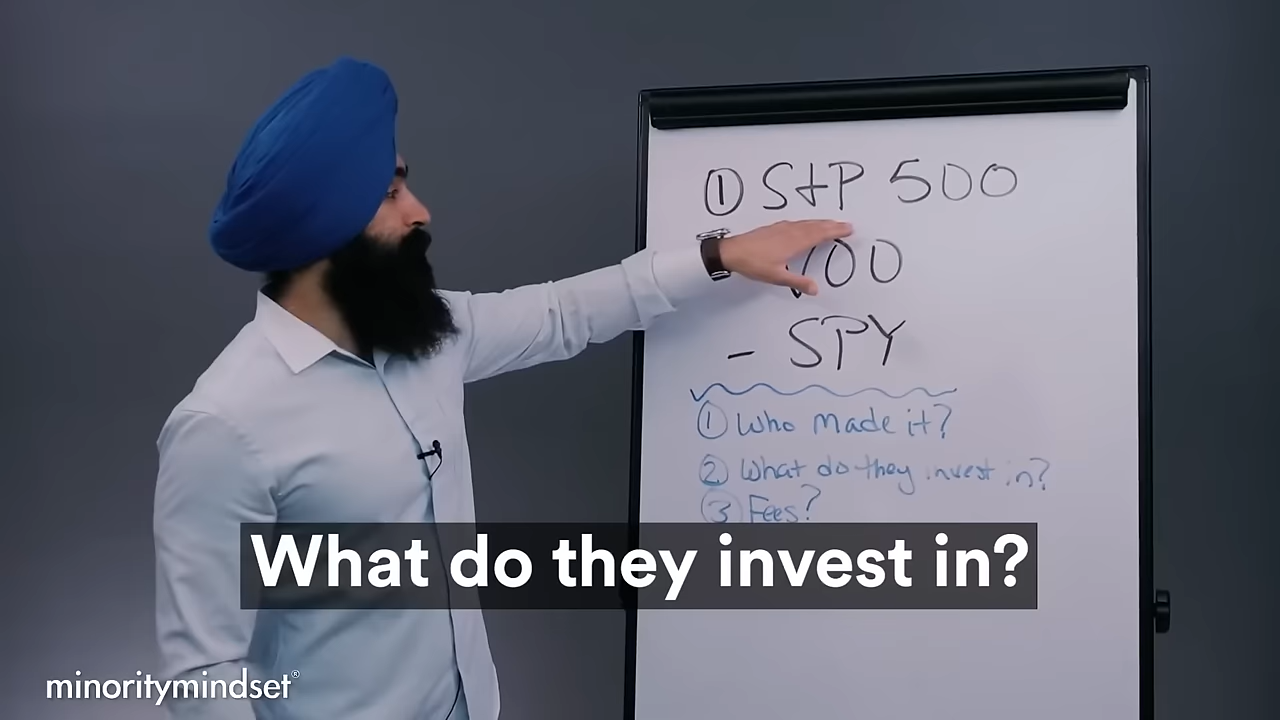 ① S+P 500
VOO
- SPY
① Who made it?
② What do they invest in?
③ Fees?
What do they invest in?
minoritymindset®